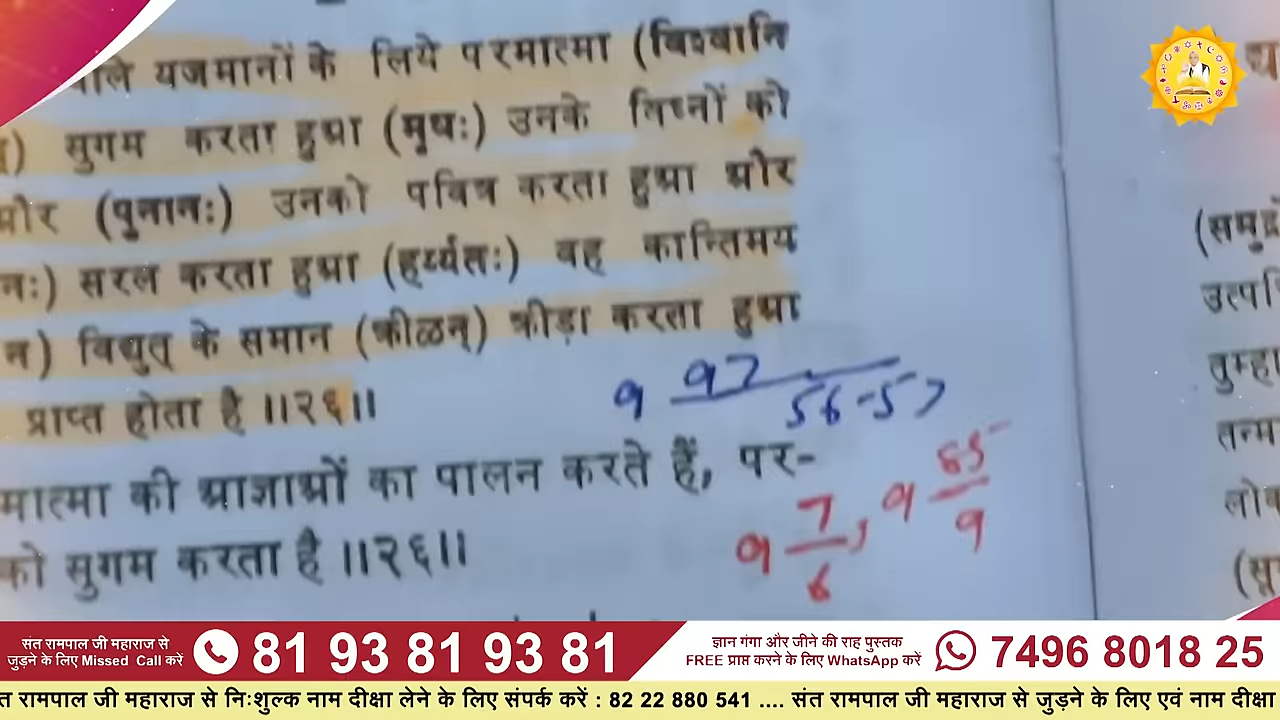 वाले यजमानों के लिये परमात्मा (विश्वानि
) सुगम करता हुआ (मृधः) उनके विघ्नों को
और (पुनानः) उनको पवित्र करता हुआ और
नः) सरल करता हुआ (हर्य्यतः) वह कान्तिमय
न) विद्युत् के समान (क्रीळन्) क्रीड़ा करता हुआ
प्राप्त होता है ॥२६॥
9 97 / 56-57
मात्मा की आज्ञाओं का पालन करते हैं, पर-
9 7/6, 9 85/9
को सुगम करता है ॥२६॥
(समुद्र
उत्पत्ति
तुम्हा
तन्म
लोक
संत रामपाल जी महाराज से
जुड़ने के लिए Missed Call करें
81 93 81 93 81
ज्ञान गंगा और जीने की राह पुस्तक
FREE प्राप्त करने के लिए WhatsApp करें
7496 8018 25
त रामपाल जी महाराज से निःशुल्क नाम दीक्षा लेने के लिए संपर्क करें : 82 22 880 541 .... संत रामपाल जी महाराज से जुड़ने के लिए एवं नाम दीक्षा